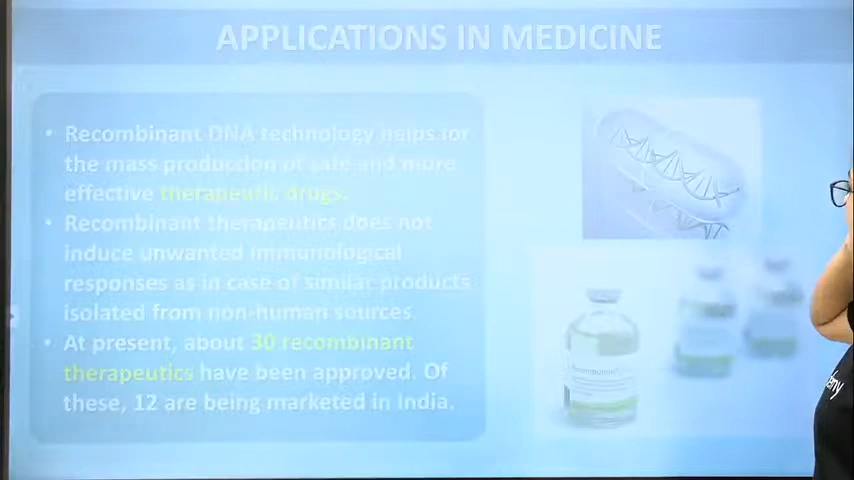 APPLICATIONS IN MEDICINE
• Recombinant DNA technology helps for
the mass production of safe and more
effective therapeutic drugs.
• Recombinant therapeutics does not
induce unwanted immunological
responses as in case of similar products
isolated from non-human sources.
• At present, about 30 recombinant
therapeutics have been approved. Of
these, 12 are being marketed in India.